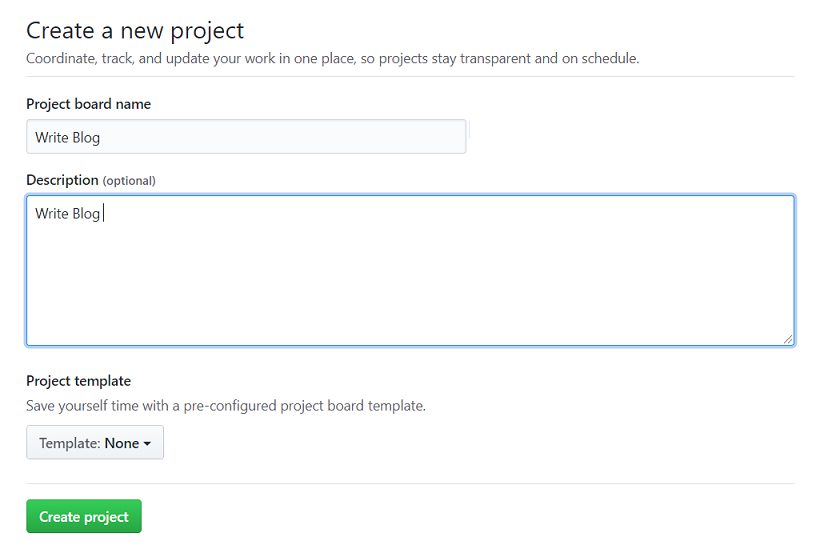 Create a new project
Coordinate, track, and update your work in one place, so projects stay transparent and on schedule.
Project board name
Write Blog
Description (optional)
Write Blog
Project template
Save yourself time with a pre-configured project board template.
Template: None
Create project